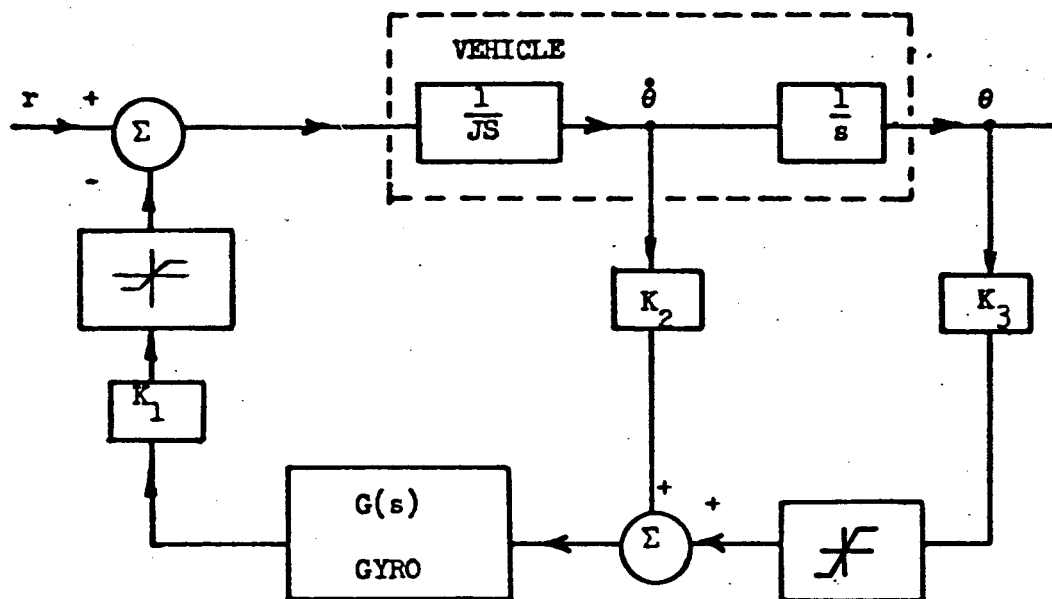 VEHICLE
r
+
Σ
-
1
JS
θ̇
1
s
θ
K2
K3
K1
+
+
Σ
G(s)
GYRO